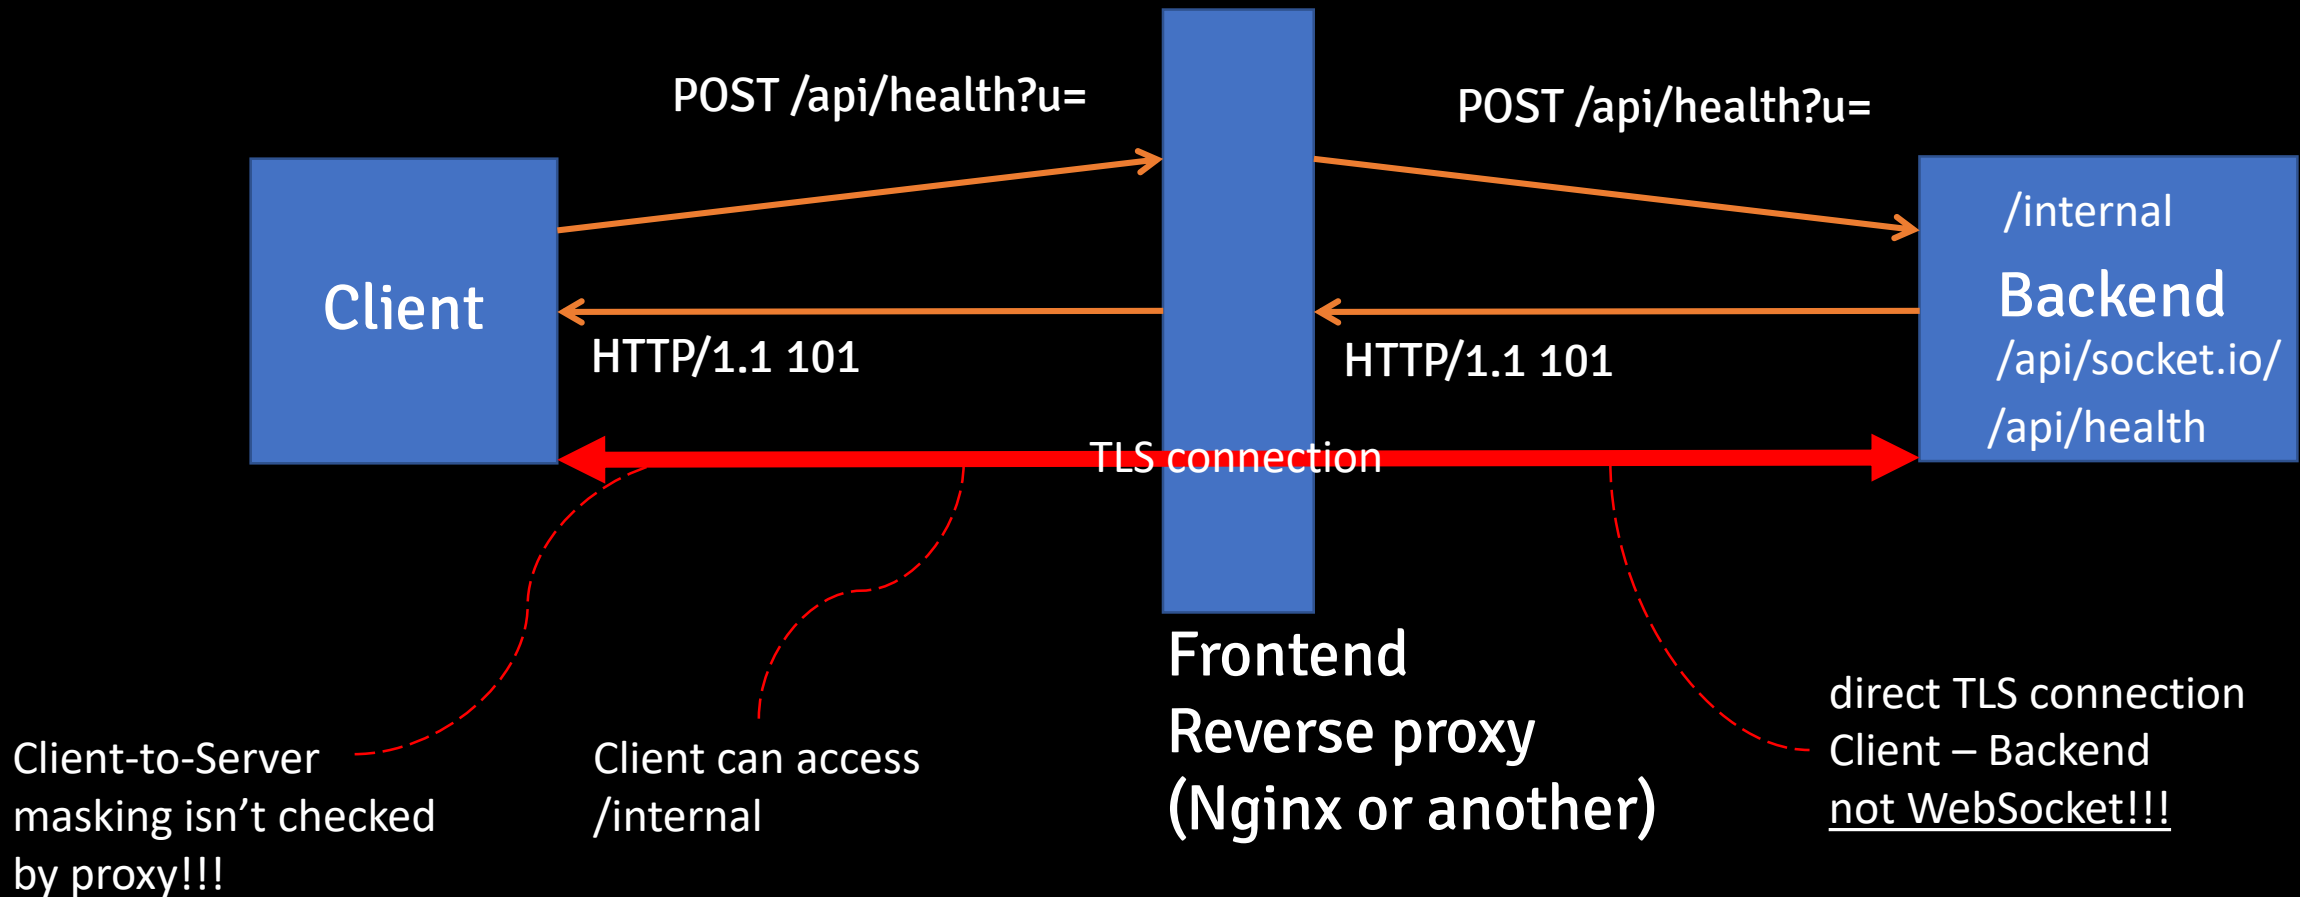 POST /api/health?u=
POST /api/health?u=
Client
/internal
Backend
/api/socket.io/
/api/health
HTTP/1.1 101
HTTP/1.1 101
TLS connection
Client-to-Server
masking isn’t checked
by proxy!!!
Client can access
/internal
Frontend
Reverse proxy
(Nginx or another)
direct TLS connection
Client – Backend
not WebSocket!!!